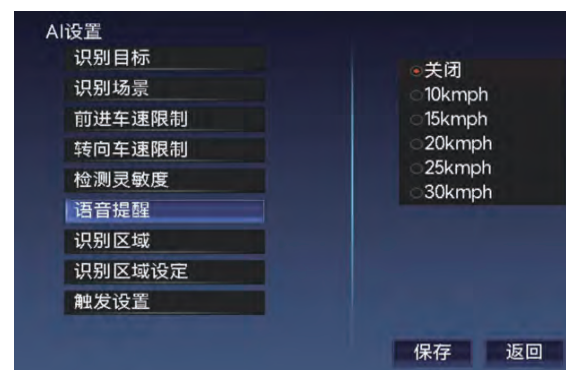 AI设置
识别目标
识别场景
前进车速限制
转向车速限制
检测灵敏度
语音提醒
识别区域
识别区域设定
触发设置
关闭
10kmph
15kmph
20kmph
25kmph
30kmph
保存
返回